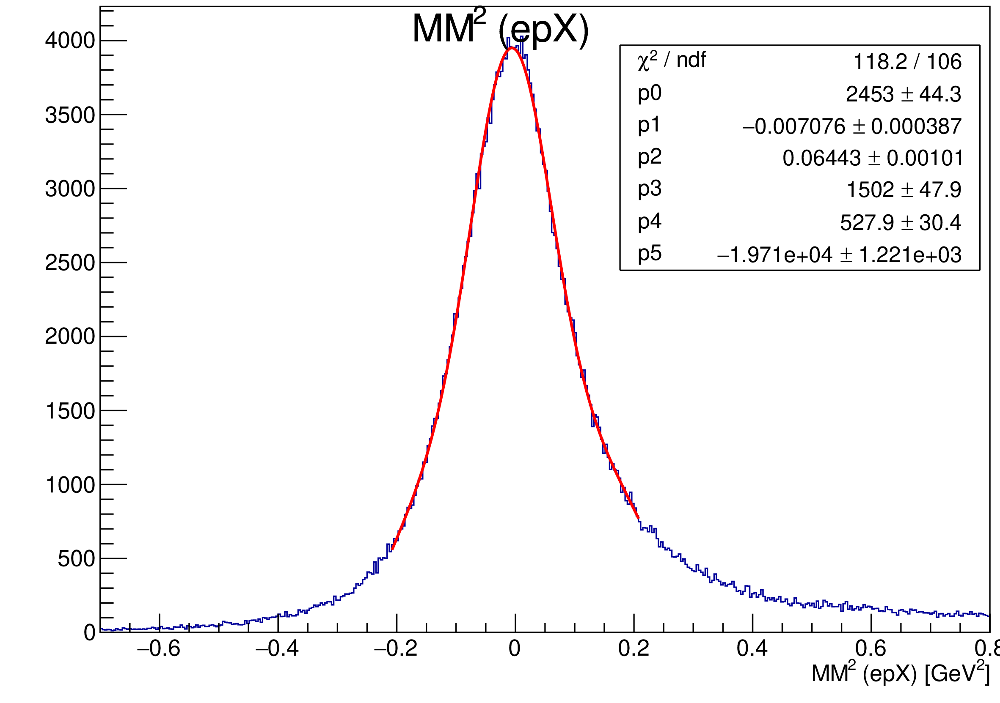 MM² (epX)
χ² / ndf 118.2 / 106
p0 2453 ± 44.3
p1 −0.007076 ± 0.000387
p2 0.06443 ± 0.00101
p3 1502 ± 47.9
p4 527.9 ± 30.4
p5 −1.971e+04 ± 1.221e+03
4000
3500
3000
2500
2000
1500
1000
500
0
−0.6 −0.4 −0.2 0 0.2 0.4 0.6 0.8
MM² (epX) [GeV²]